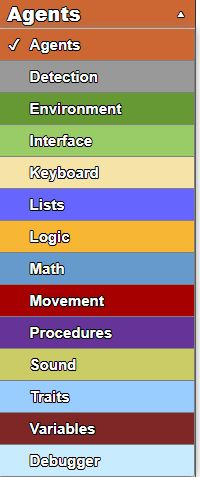 Agents
✓ Agents
Detection
Environment
Interface
Keyboard
Lists
Logic
Math
Movement
Procedures
Sound
Traits
Variables
Debugger